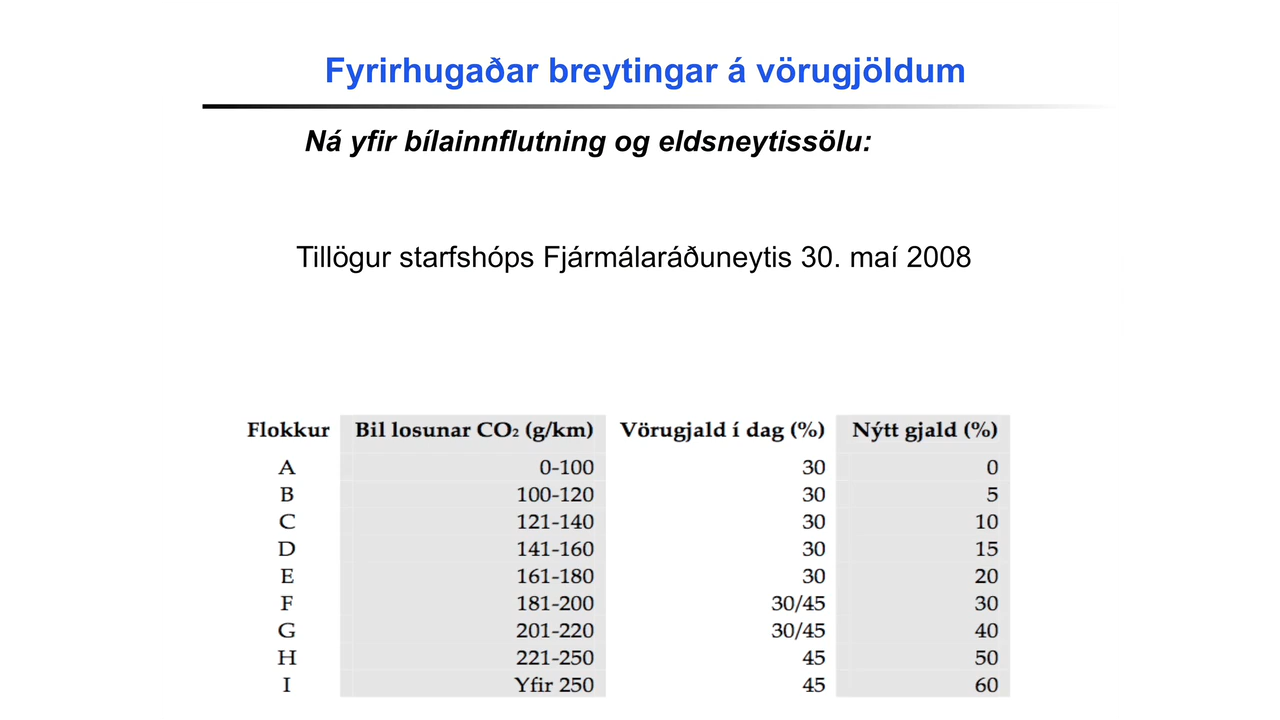 Fyrirhugaðar breytingar á vörugjöldum
Ná yfir bílainnflutning og eldsneytissölu:
Tillögur starfshóps Fjármálaráðuneytis 30. maí 2008
Flokkur Bil losunar CO₂ (g/km) Vörugjald í dag (%) Nýtt gjald (%)
A 0-100 30 0
B 100-120 30 5
C 121-140 30 10
D 141-160 30 15
E 161-180 30 20
F 181-200 30/45 30
G 201-220 30/45 40
H 221-250 45 50
I Yfir 250 45 60